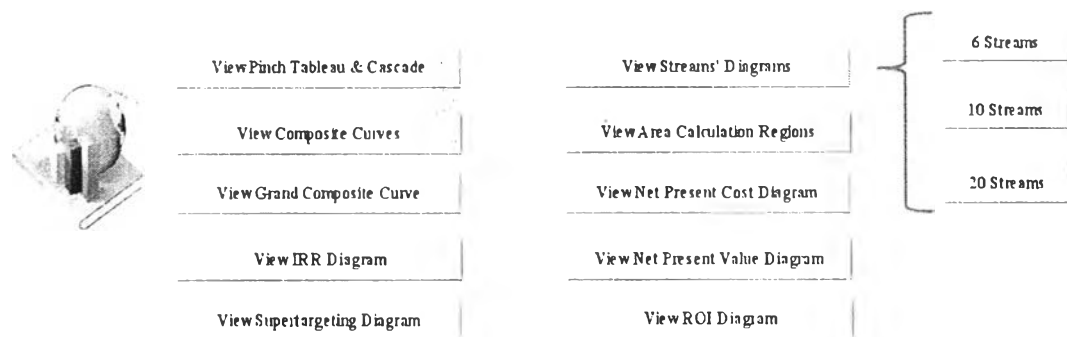 View Pinch Tableau & Cascade
View Composite Curves
View Grand Composite Curve
View IRR Diagram
View Supertargeting Diagram
View Streams' Diagrams
View Area Calculation Regions
View Net Present Cost Diagram
View Net Present Value Diagram
View ROI Diagram
6 Streams
10 Streams
20 Streams